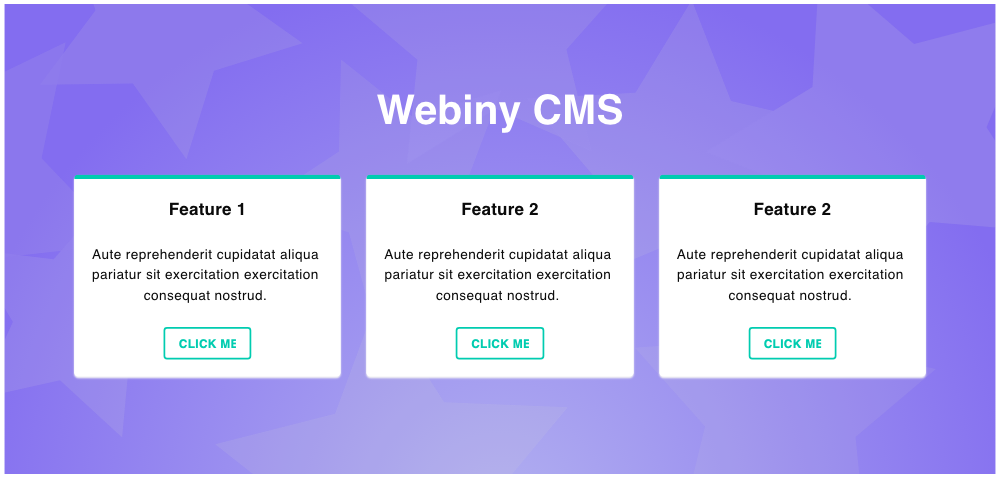 Webiny CMS
Feature 1
Aute reprehenderit cupidatat aliqua
pariatur sit exercitation exercitation
consequat nostrud.
CLICK ME
Feature 2
Aute reprehenderit cupidatat aliqua
pariatur sit exercitation exercitation
consequat nostrud.
CLICK ME
Feature 2
Aute reprehenderit cupidatat aliqua
pariatur sit exercitation exercitation
consequat nostrud.
CLICK ME